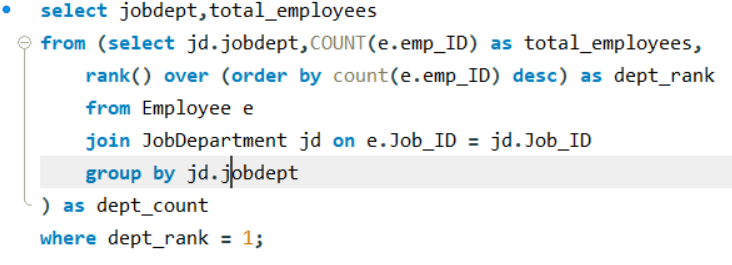 select jobdept,total_employees
from (select jd.jobdept,COUNT(e.emp_ID) as total_employees,
rank() over (order by count(e.emp_ID) desc) as dept_rank
from Employee e
join JobDepartment jd on e.Job_ID = jd.Job_ID
group by jd.jobdept
) as dept_count
where dept_rank = 1;